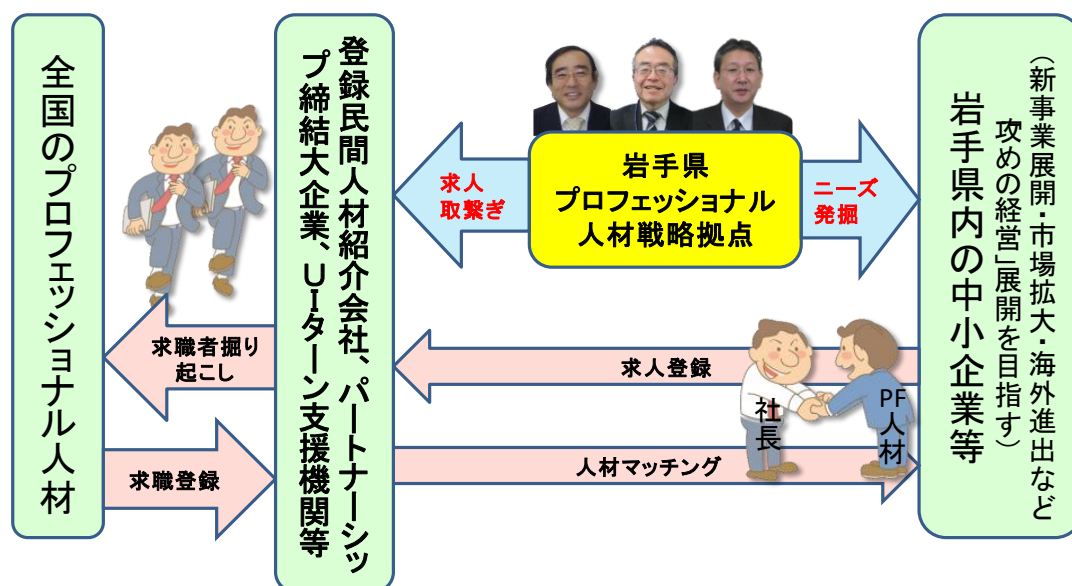 全国のプロフェッショナル人材
登録民間人材紹介会社、パートナーシッ
プ締結大企業、UIターン支援機関等
求人
取繋ぎ
岩手県
プロフェッショナル
人材戦略拠点
ニーズ
発掘
（新事業展開・市場拡大・海外進出など
「攻めの経営」展開を目指す）
岩手県内の中小企業等
求職者掘り
起こし
求人登録
社長
PF
人材
求職登録
人材マッチング